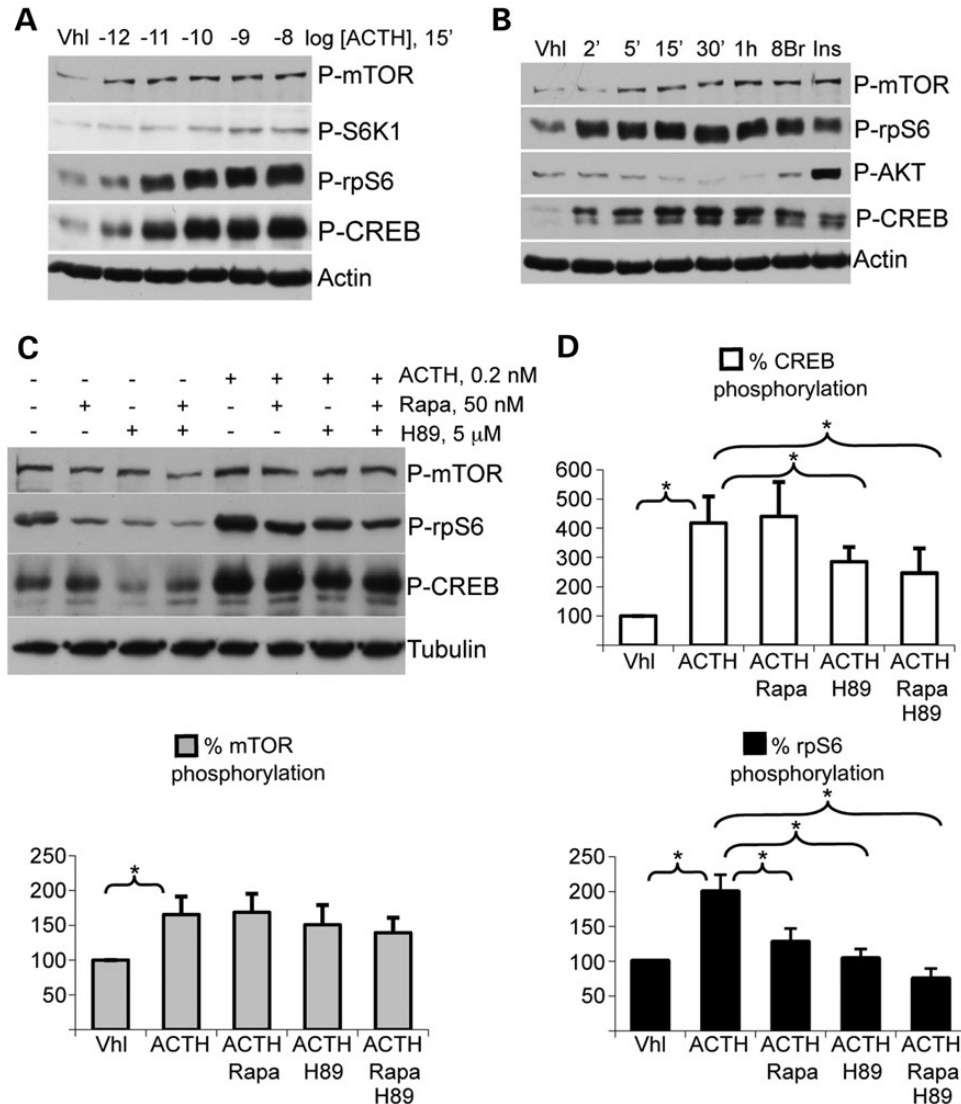 A
Vhl -12 -11 -10 -9 -8 log [ACTH], 15'
P-mTOR
P-S6K1
P-rpS6
P-CREB
Actin
B
Vhl 2' 5' 15' 30' 1h 8Br Ins
P-mTOR
P-rpS6
P-AKT
P-CREB
Actin
C
- - - - + + + + ACTH, 0.2 nM
- + - + - + - + Rapa, 50 nM
- - + + - - + + H89, 5 µM
P-mTOR
P-rpS6
P-CREB
Tubulin
D
% CREB
phosphorylation
* * *
600
500
400
300
200
100
Vhl ACTH ACTH ACTH ACTH
Rapa H89 Rapa
H89
% mTOR
phosphorylation
*
250
200
150
100
50
Vhl ACTH ACTH ACTH ACTH
Rapa H89 Rapa
H89
% rpS6
phosphorylation
*
*
* *
250
200
150
100
50
Vhl ACTH ACTH ACTH ACTH
Rapa H89 Rapa
H89